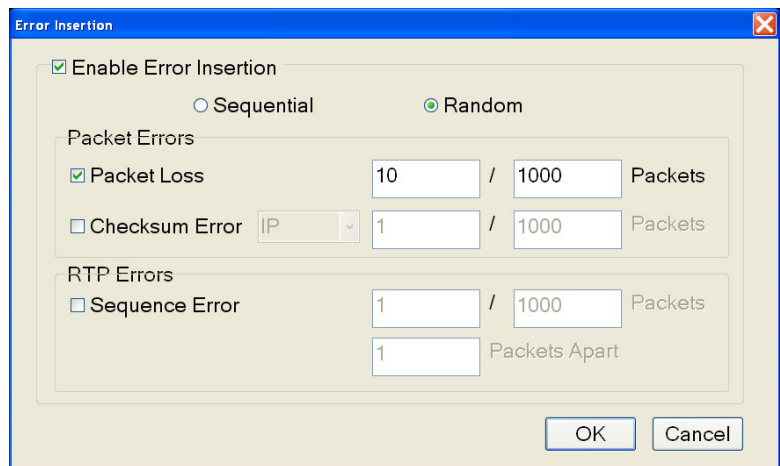 Error Insertion
Enable Error Insertion
Sequential Random
Packet Errors
Packet Loss 10 / 1000 Packets
Checksum Error IP 1 / 1000 Packets
RTP Errors
Sequence Error 1 / 1000 Packets
1 Packets Apart
OK Cancel